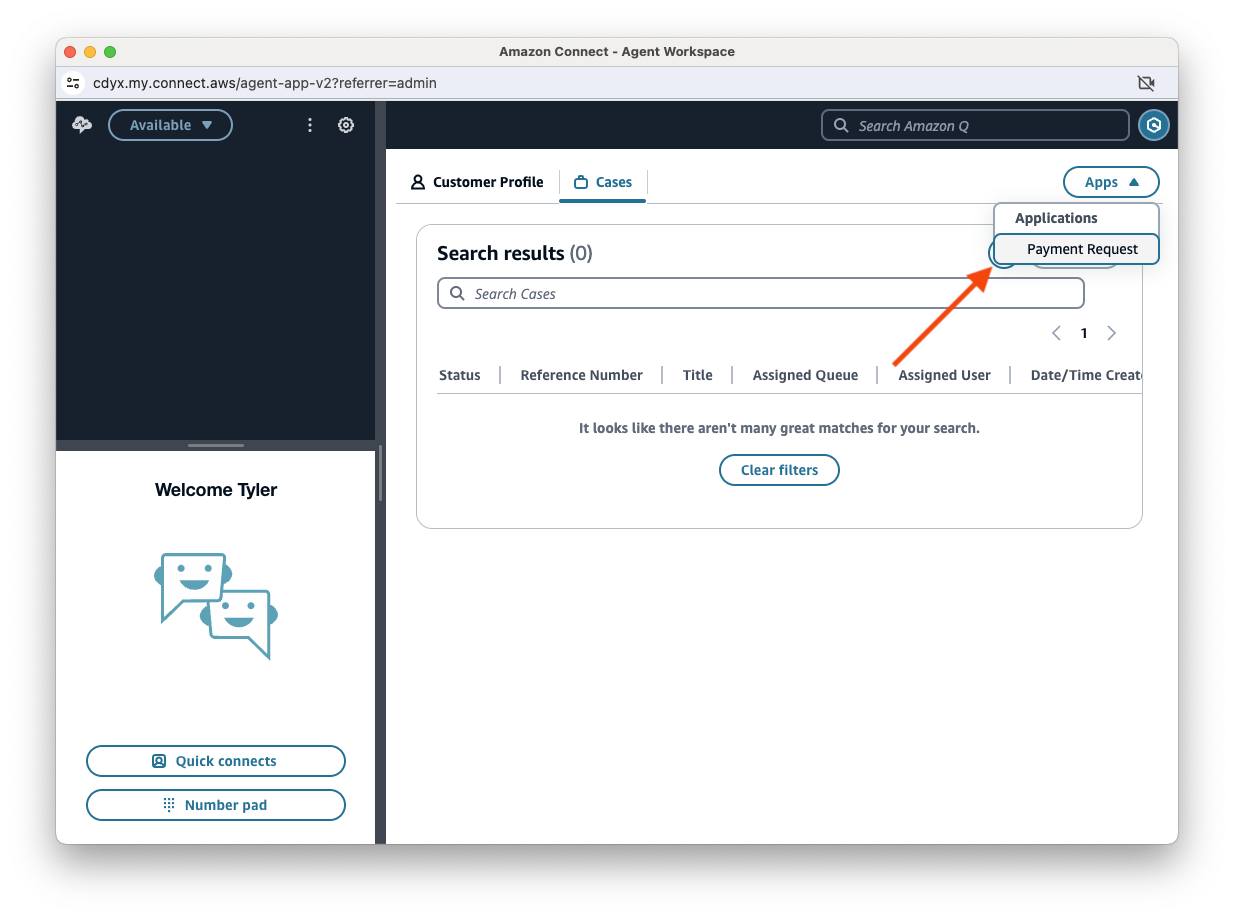 Amazon Connect - Agent Workspace
cdyx.my.connect.aws/agent-app-v2?referrer=admin
Available
Search Amazon Q
Customer Profile
Cases
Apps
Applications
Payment Request
Search results (0)
Search Cases
1
Status
Reference Number
Title
Assigned Queue
Assigned User
Date/Time Creat
It looks like there aren't many great matches for your search.
Clear filters
Welcome Tyler
Quick connects
Number pad